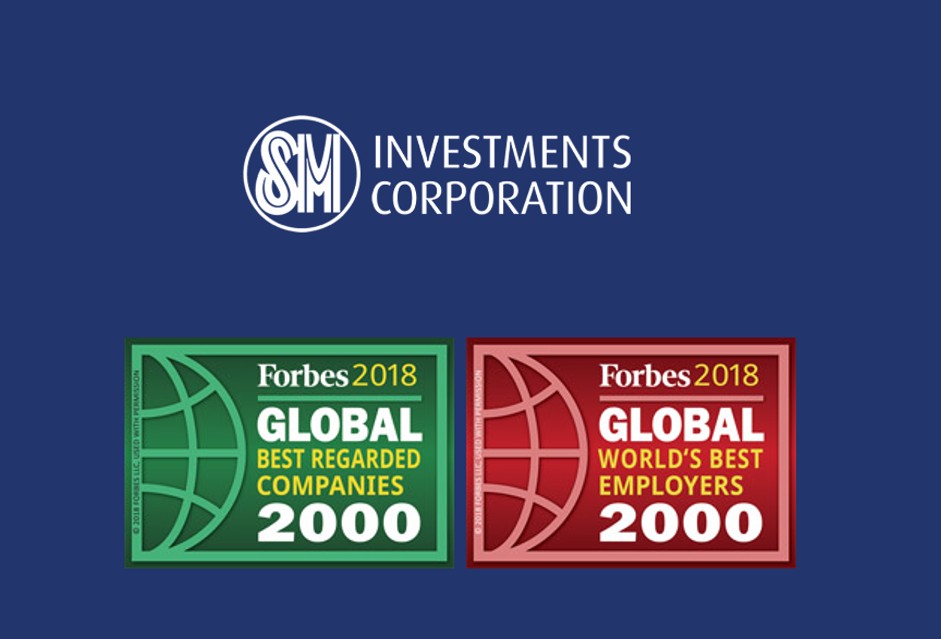 SM INVESTMENTS
CORPORATION
Forbes 2018
GLOBAL
BEST REGARDED
COMPANIES
2000
© 2018 FORBES LLC, USED WITH PERMISSION
Forbes 2018
GLOBAL
WORLD'S BEST
EMPLOYERS
2000
© 2018 FORBES LLC, USED WITH PERMISSION